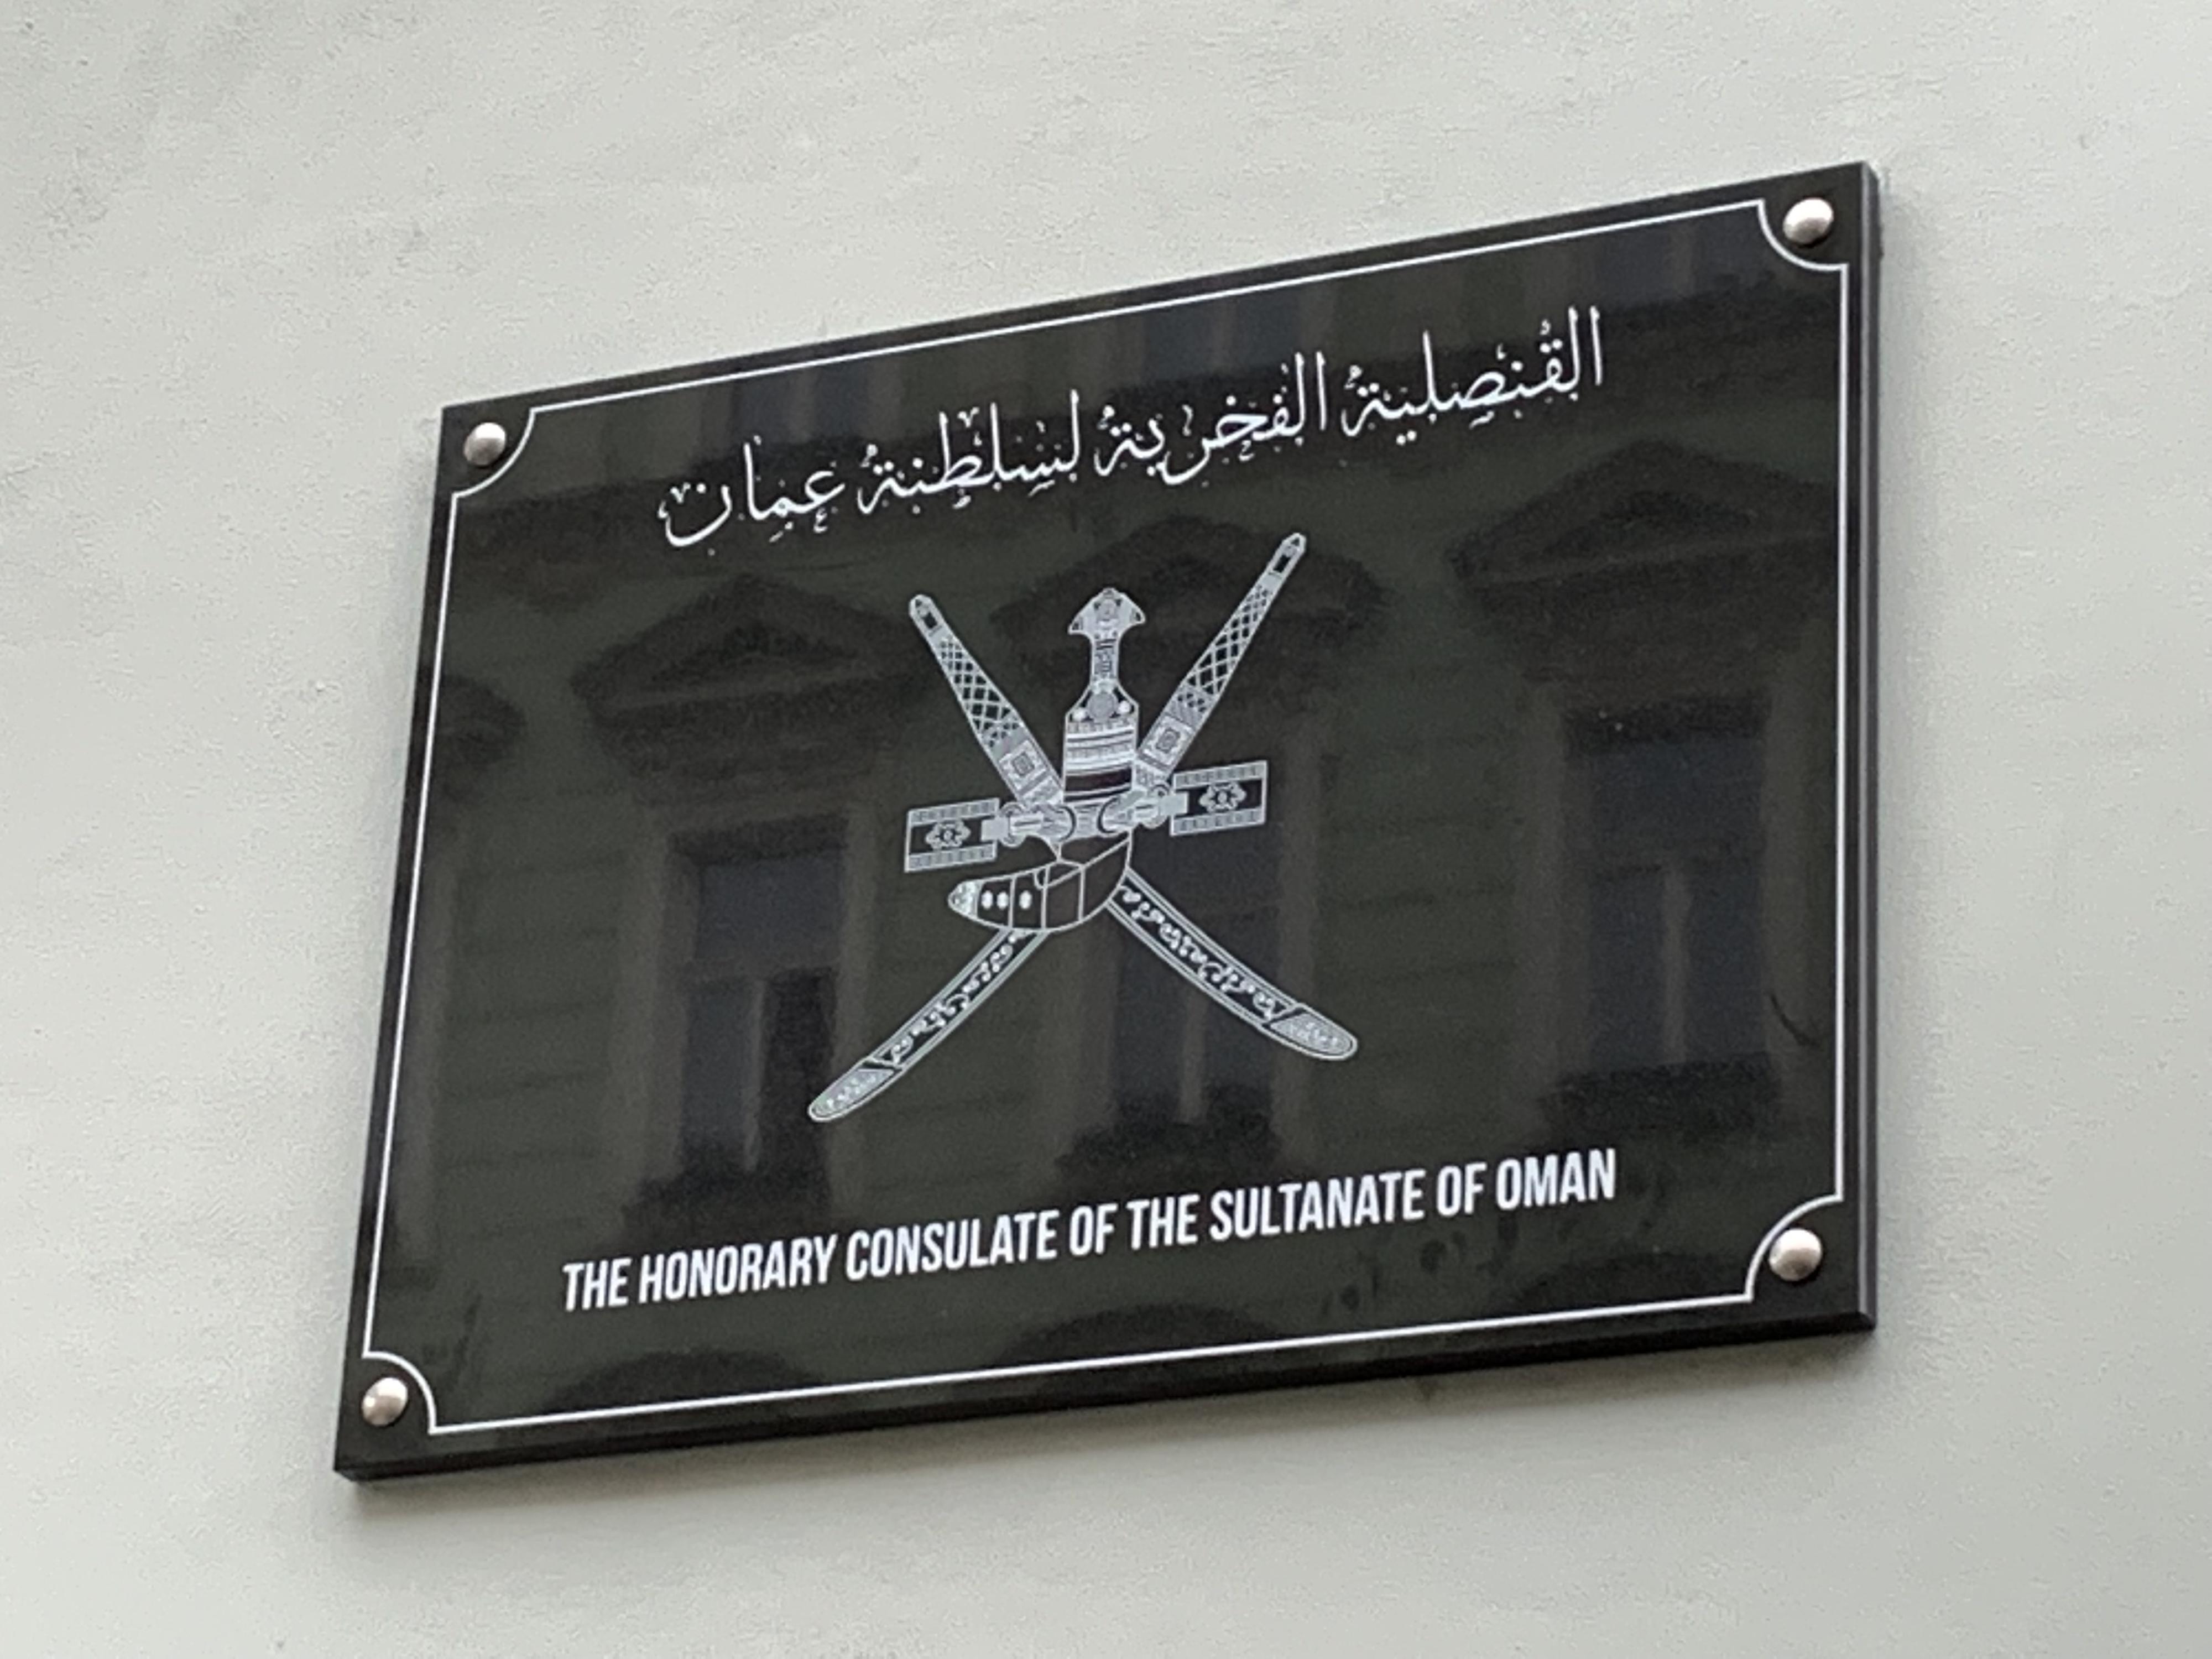 القنصلية الفخرية لسلطنة عمان
THE HONORARY CONSULATE OF THE SULTANATE OF OMAN